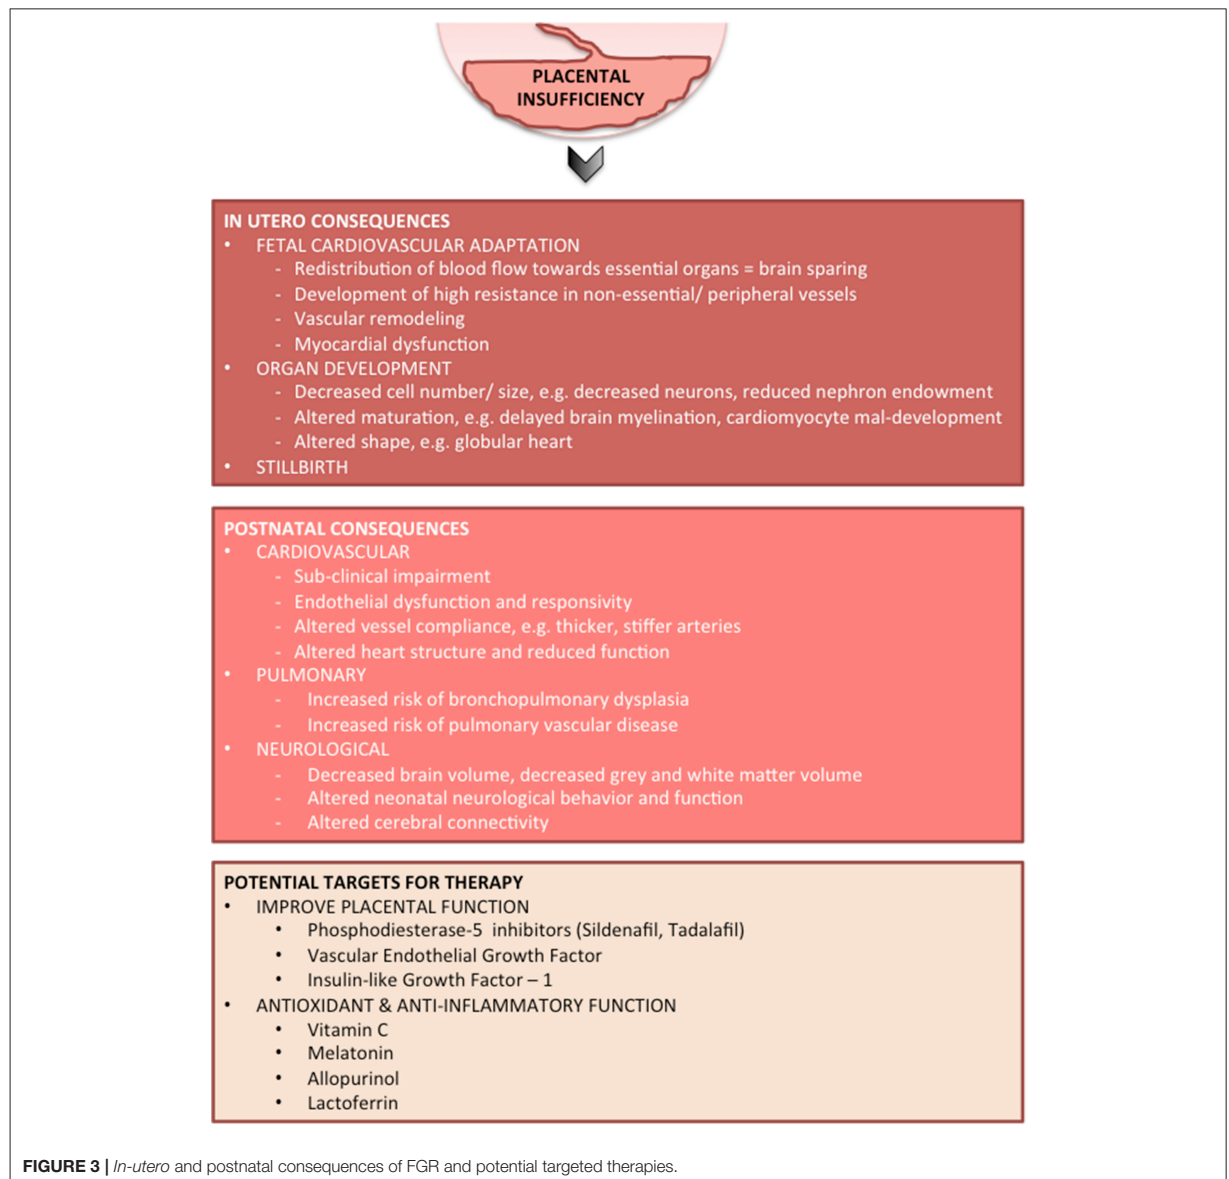 PLACENTAL
INSUFFICIENCY
IN UTERO CONSEQUENCES
• FETAL CARDIOVASCULAR ADAPTATION
- Redistribution of blood flow towards essential organs = brain sparing
- Development of high resistance in non-essential/ peripheral vessels
- Vascular remodeling
- Myocardial dysfunction
• ORGAN DEVELOPMENT
- Decreased cell number/ size, e.g. decreased neurons, reduced nephron endowment
- Altered maturation, e.g. delayed brain myelination, cardiomyocyte mal-development
- Altered shape, e.g. globular heart
• STILLBIRTH
POSTNATAL CONSEQUENCES
• CARDIOVASCULAR
- Sub-clinical impairment
- Endothelial dysfunction and responsivity
- Altered vessel compliance, e.g. thicker, stiffer arteries
- Altered heart structure and reduced function
• PULMONARY
- Increased risk of bronchopulmonary dysplasia
- Increased risk of pulmonary vascular disease
• NEUROLOGICAL
- Decreased brain volume, decreased grey and white matter volume
- Altered neonatal neurological behavior and function
- Altered cerebral connectivity
POTENTIAL TARGETS FOR THERAPY
• IMPROVE PLACENTAL FUNCTION
• Phosphodiesterase-5 inhibitors (Sildenafil, Tadalafil)
• Vascular Endothelial Growth Factor
• Insulin-like Growth Factor – 1
• ANTIOXIDANT & ANTI-INFLAMMATORY FUNCTION
• Vitamin C
• Melatonin
• Allopurinol
• Lactoferrin
FIGURE 3 | In-utero and postnatal consequences of FGR and potential targeted therapies.